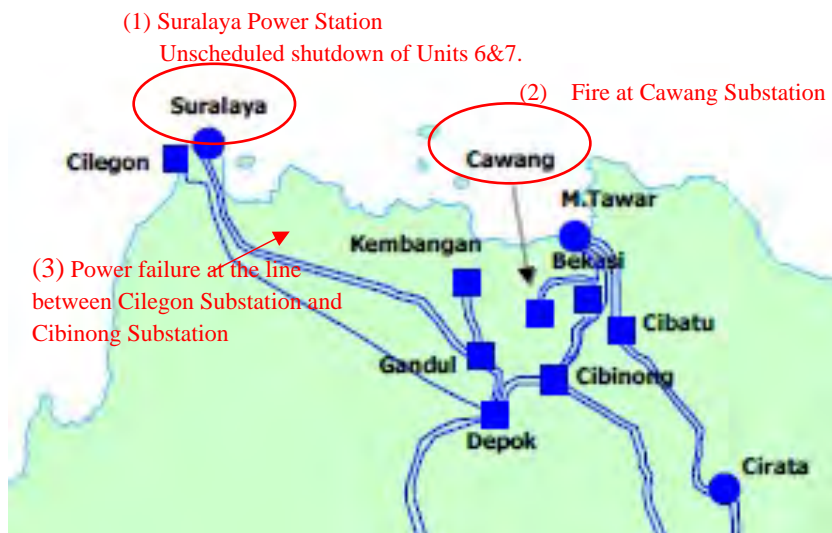 (1) Suralaya Power Station
Unscheduled shutdown of Units 6&7.
(2) Fire at Cawang Substation
Suralaya
Cilegon
Cawang
M.Tawar
Kembangan
Bekasi
(3) Power failure at the line
between Cilegon Substation and
Cibinong Substation
Cibatu
Gandul
Cibinong
Depok
Cirata